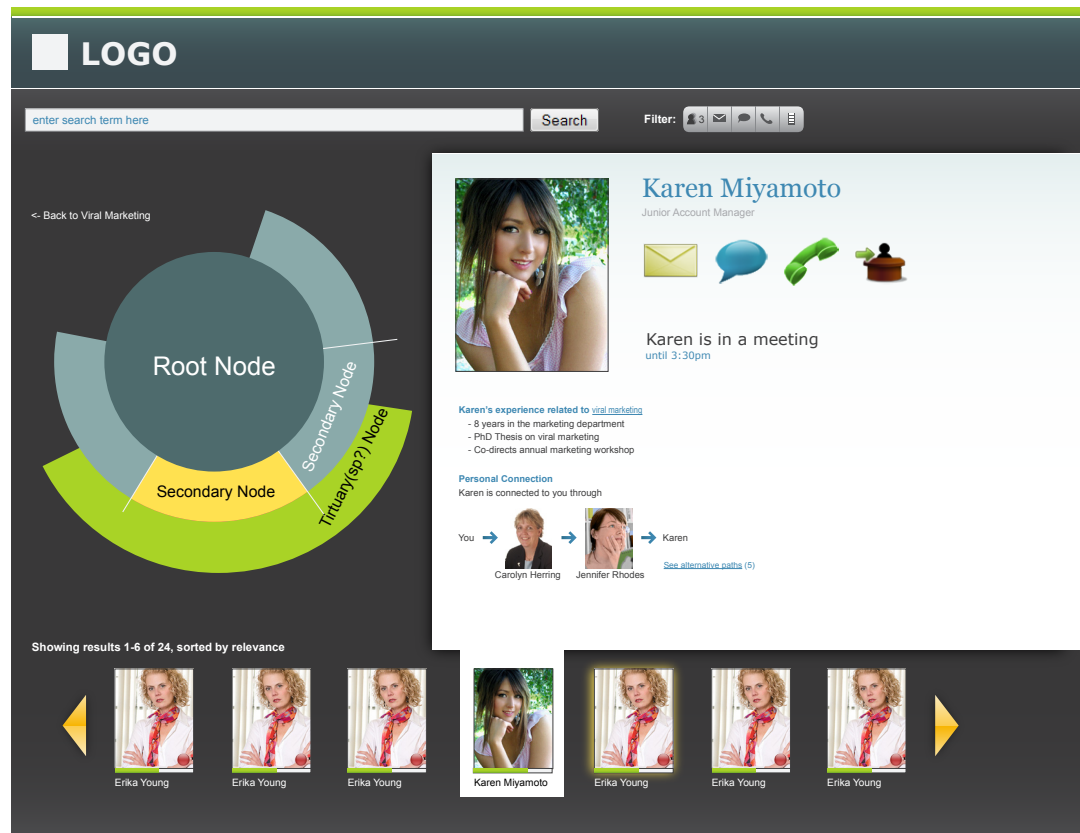 LOGO
enter search term here
Search
Filter:
3
<- Back to Viral Marketing
Root Node
Secondary Node
Secondary Node
Tirtuary(sp?) Node
Karen Miyamoto
Junior Account Manager
Karen is in a meeting
until 3:30pm
Karen's experience related to viral marketing
- 8 years in the marketing department
- PhD Thesis on viral marketing
- Co-directs annual marketing workshop
Personal Connection
Karen is connected to you through
You
Karen
Carolyn Herring
Jennifer Rhodes
See alternative paths (5)
Showing results 1-6 of 24, sorted by relevance
Erika Young
Erika Young
Erika Young
Karen Miyamoto
Erika Young
Erika Young
Erika Young